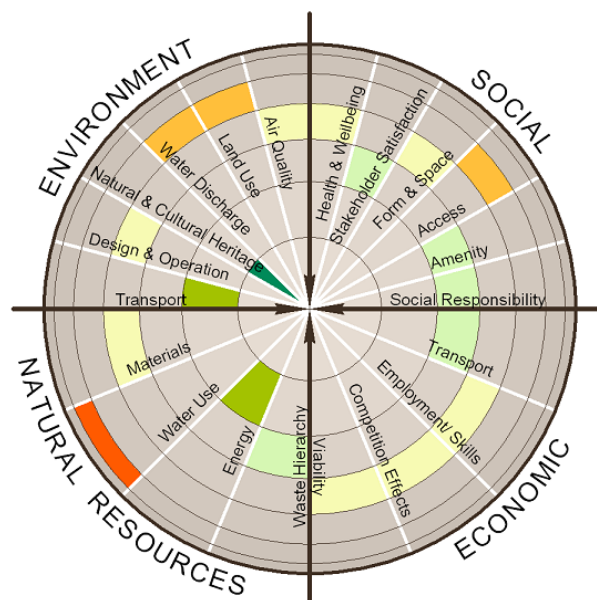 ENVIRONMENT
SOCIAL
Air Quality
Land Use
Water Discharge
Natural & Cultural Heritage
Design & Operation
Transport
Health & Wellbeing
Stakeholder Satisfaction
Form & Space
Access
Amenity
Social Responsibility
Materials
Water Use
Energy
Waste Hierarchy
Transport
Employment/ Skills
Competition Effects
Viability
NATURAL RESOURCES
ECONOMIC